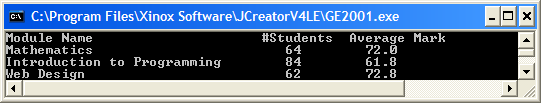 C:\Program Files\Xinox Software\JCreatorV4LE\GE2001.exe
Module Name #Students Average Mark
Mathematics 64 72.0
Introduction to Programming 84 61.8
Web Design 62 72.8